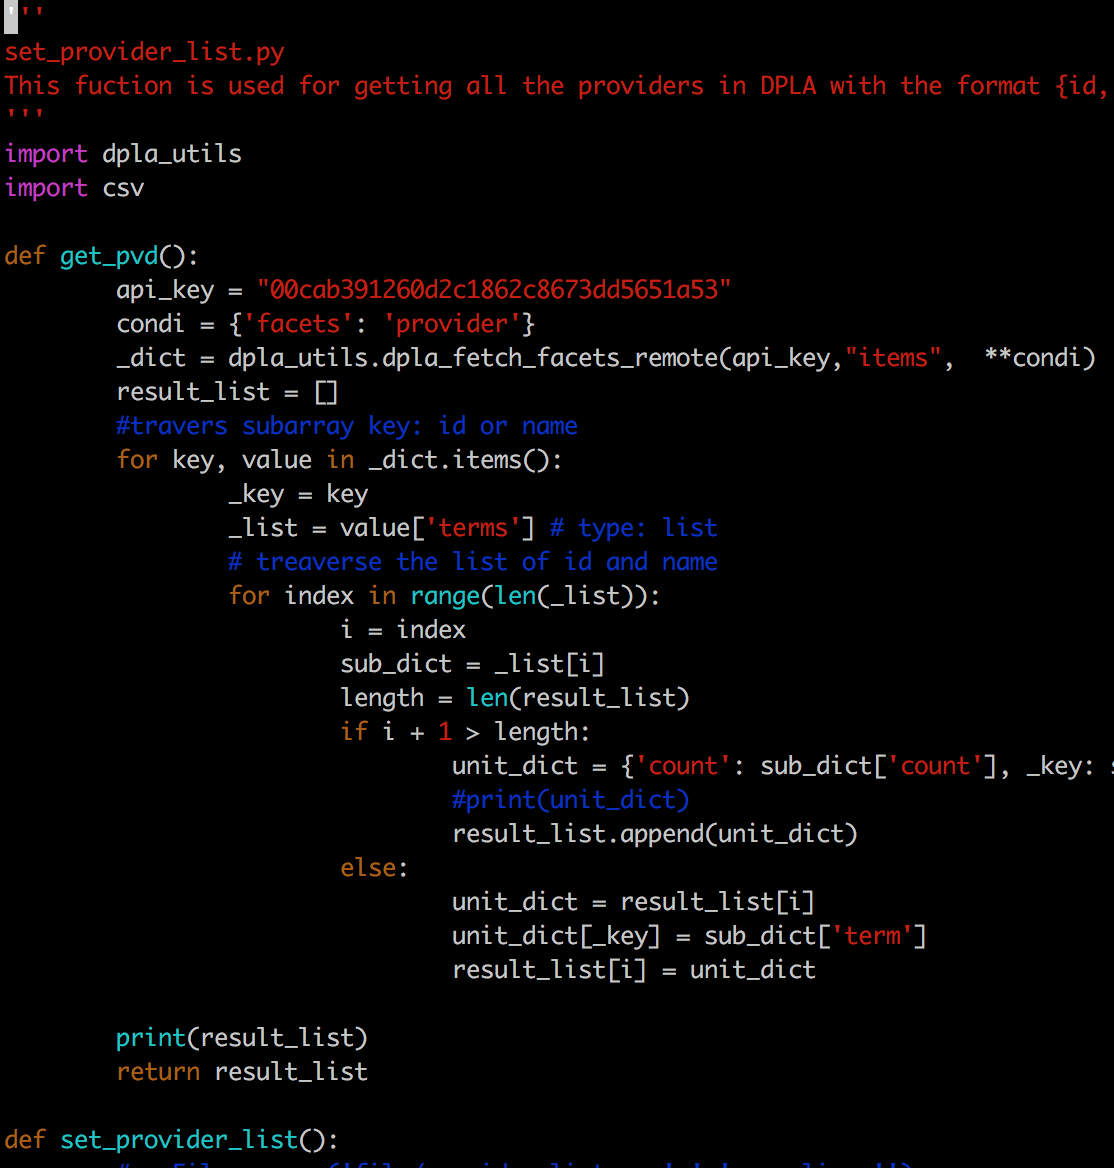 '''
set_provider_list.py
This fuction is used for getting all the providers in DPLA with the format {id,
'''
import dpla_utils
import csv

def get_pvd():
        api_key = "00cab391260d2c1862c8673dd5651a53"
        condi = {'facets': 'provider'}
        _dict = dpla_utils.dpla_fetch_facets_remote(api_key,"items",  **condi)
        result_list = []
        #travers subarray key: id or name
        for key, value in _dict.items():
                _key = key
                _list = value['terms'] # type: list
                # treaverse the list of id and name
                for index in range(len(_list)):
                        i = index
                        sub_dict = _list[i]
                        length = len(result_list)
                        if i + 1 > length:
                                unit_dict = {'count': sub_dict['count'], _key:
                                #print(unit_dict)
                                result_list.append(unit_dict)
                        else:
                                unit_dict = result_list[i]
                                unit_dict[_key] = sub_dict['term']
                                result_list[i] = unit_dict

        print(result_list)
        return result_list

def set_provider_list():